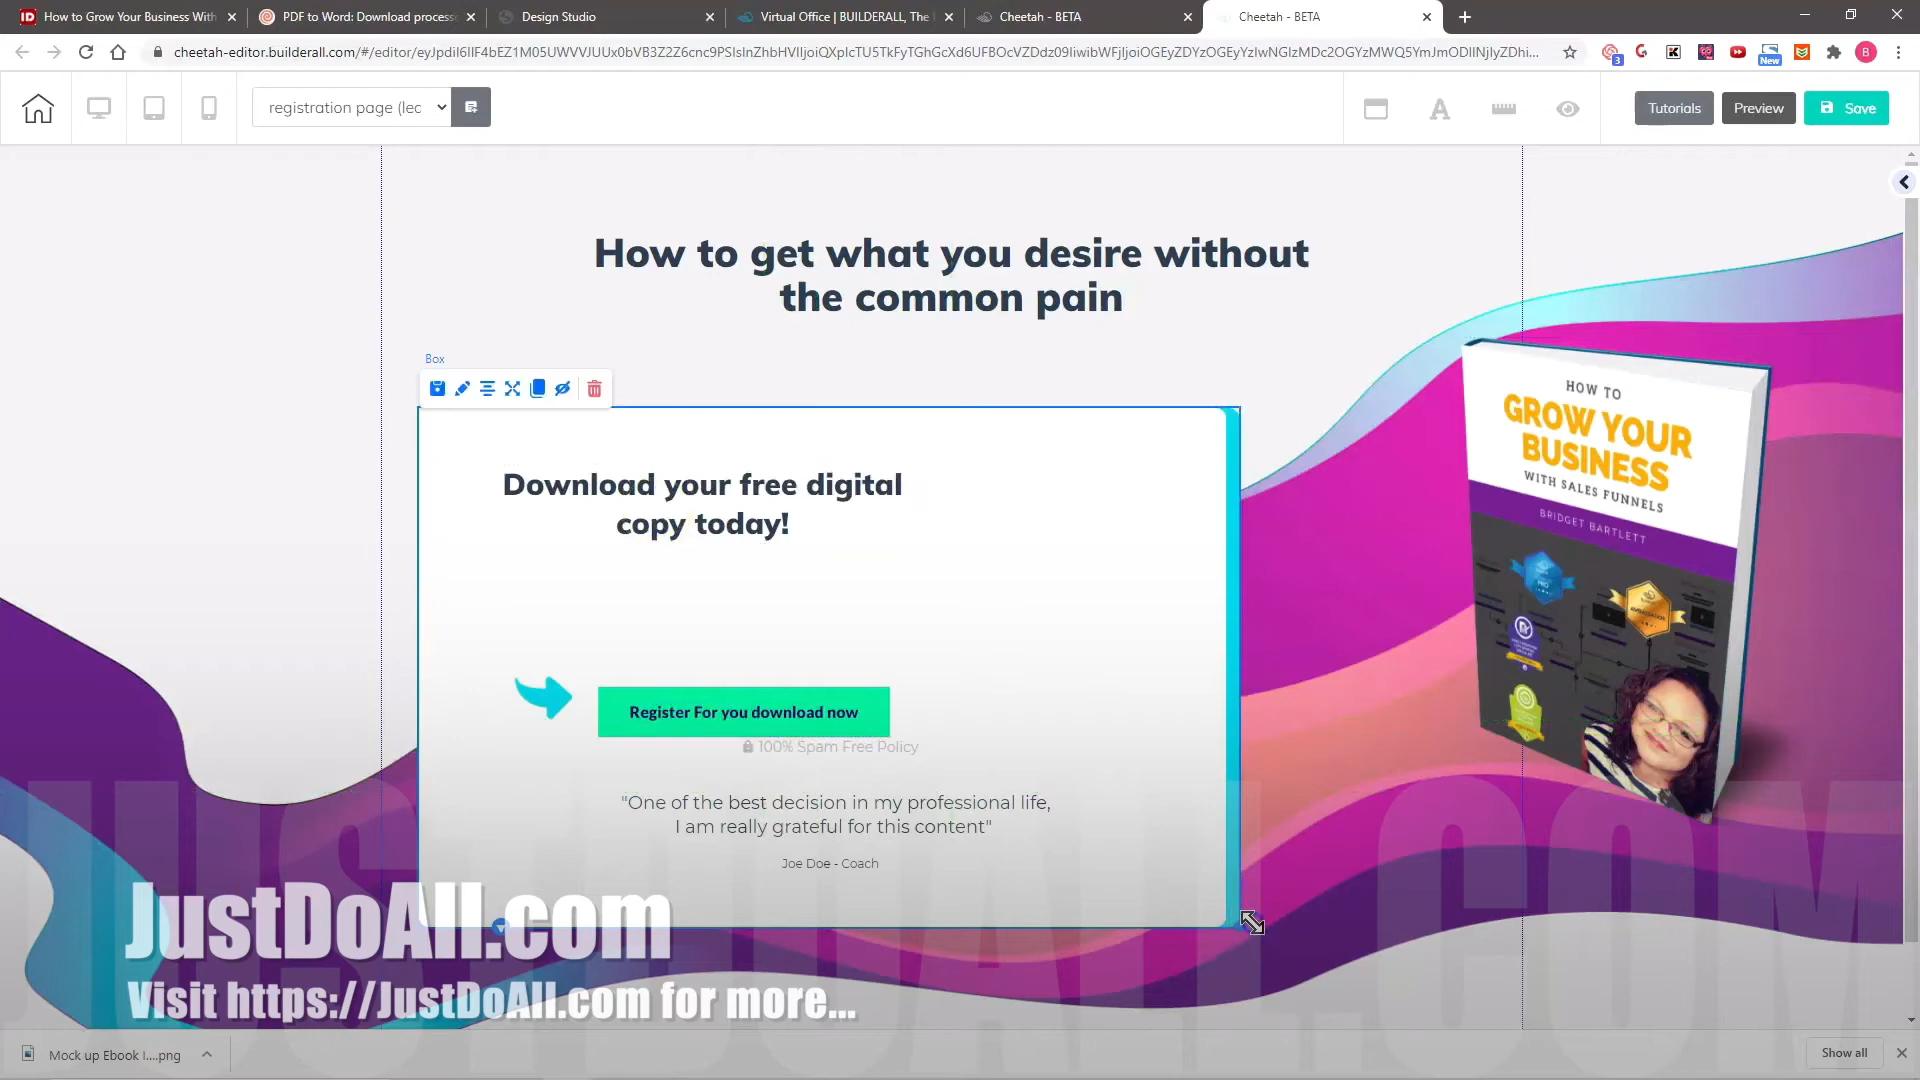 How to Grow Your Business With
PDF to Word: Download process
Design Studio
Virtual Office | BUILDERALL, The
Cheetah - BETA
Cheetah - BETA
registration page (lec
Tutorials
Preview
Save
How to get what you desire without
the common pain
Box
Download your free digital
copy today!
Register For you download now
100% Spam Free Policy
"One of the best decision in my professional life,
I am really grateful for this content"
Joe Doe - Coach
HOW TO
GROW YOUR
BUSINESS
WITH SALES FUNNELS
BRIDGET BARTLETT
JustDoAll.com
Visit https://JustDoAll.com for more...
JUSTDOALL.COM
Mock up Ebook I....png
Show all